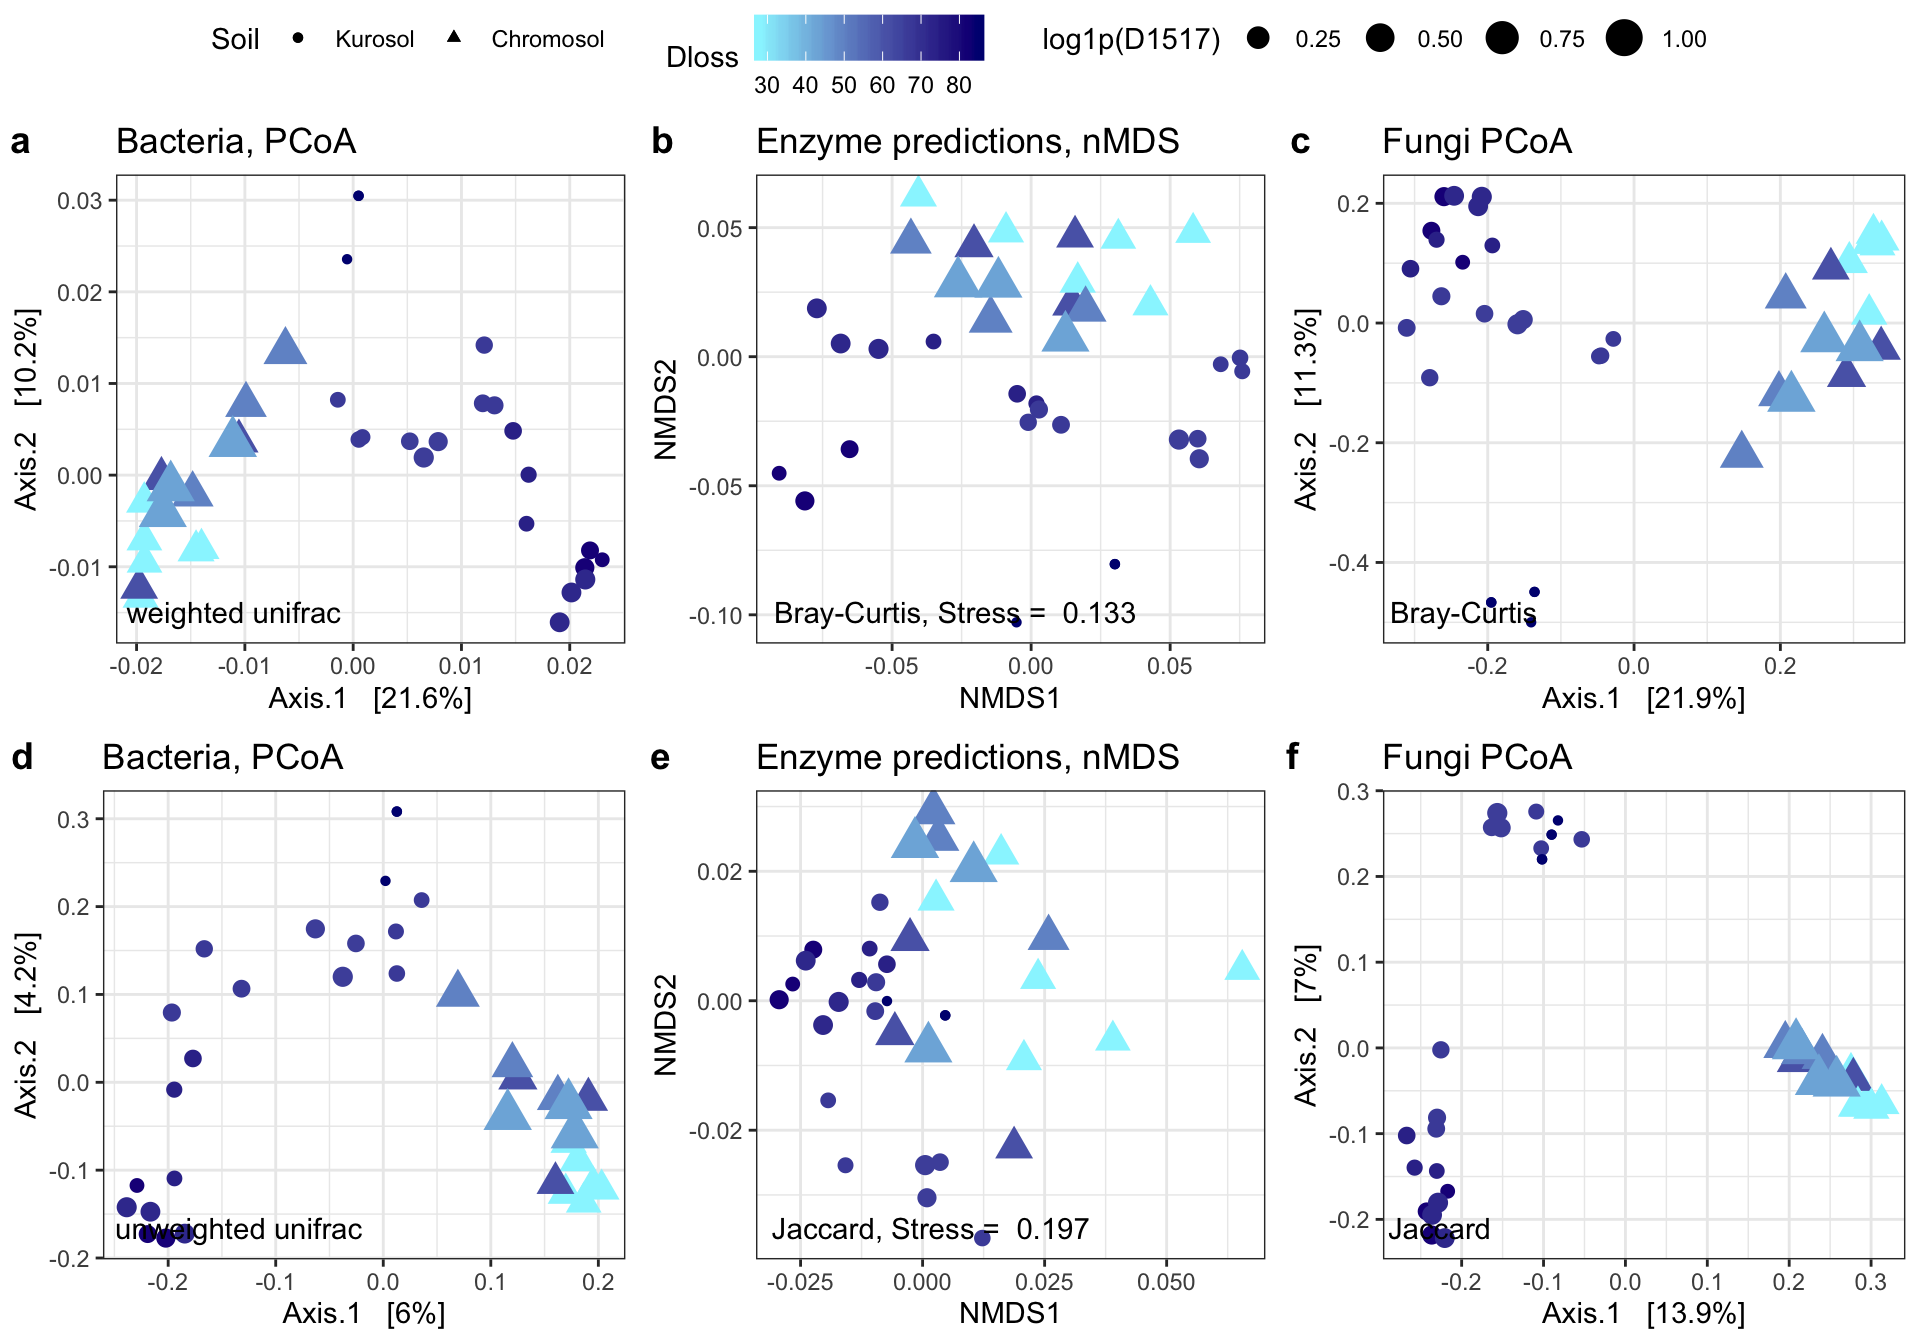 Soil Kurosol Chromosol
Dloss 30 40 50 60 70 80
log1p(D1517) 0.25 0.50 0.75 1.00
a Bacteria, PCoA
0.03
0.02
0.01
0.00
-0.01
Axis.2 [10.2%]
weighted unifrac
-0.02 -0.01 0.00 0.01 0.02
Axis.1 [21.6%]
b Enzyme predictions, nMDS
0.05
0.00
-0.05
-0.10
NMDS2
Bray-Curtis, Stress = 0.133
-0.05 0.00 0.05
NMDS1
c Fungi PCoA
0.2
0.0
-0.2
-0.4
Axis.2 [11.3%]
Bray-Curtis
-0.2 0.0 0.2
Axis.1 [21.9%]
d Bacteria, PCoA
0.3
0.2
0.1
0.0
-0.1
-0.2
Axis.2 [4.2%]
unweighted unifrac
-0.2 -0.1 0.0 0.1 0.2
Axis.1 [6%]
e Enzyme predictions, nMDS
0.02
0.00
-0.02
NMDS2
Jaccard, Stress = 0.197
-0.025 0.000 0.025 0.050
NMDS1
f Fungi PCoA
0.3
0.2
0.1
0.0
-0.1
-0.2
Axis.2 [7%]
Jaccard
-0.2 -0.1 0.0 0.1 0.2 0.3
Axis.1 [13.9%]